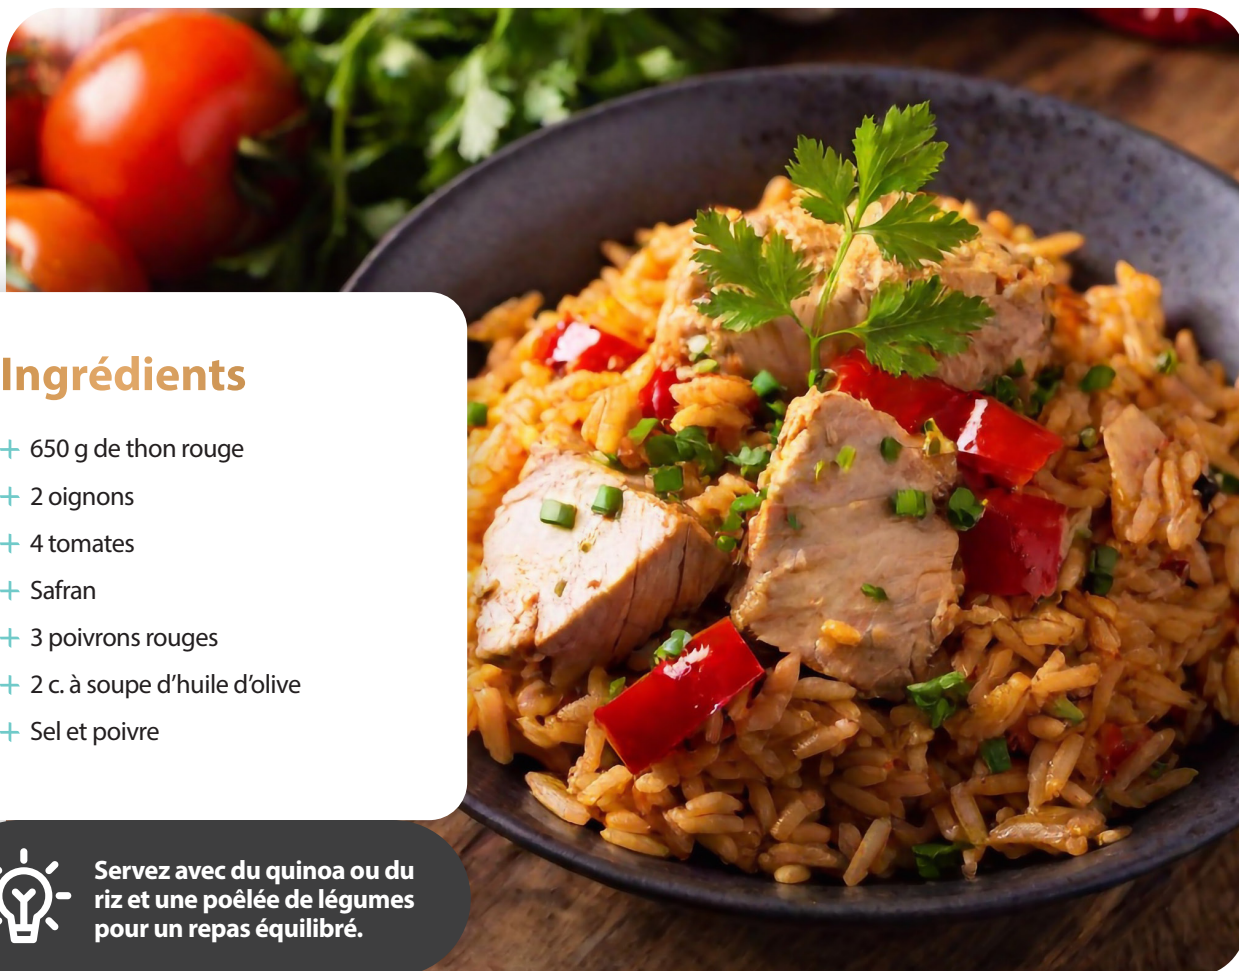 Ingrédients
650 g de thon rouge
2 oignons
4 tomates
Safran
3 poivrons rouges
2 c. à soupe d’huile d’olive
Sel et poivre
Servez avec du quinoa ou du
riz et une poêlée de légumes
pour un repas équilibré.